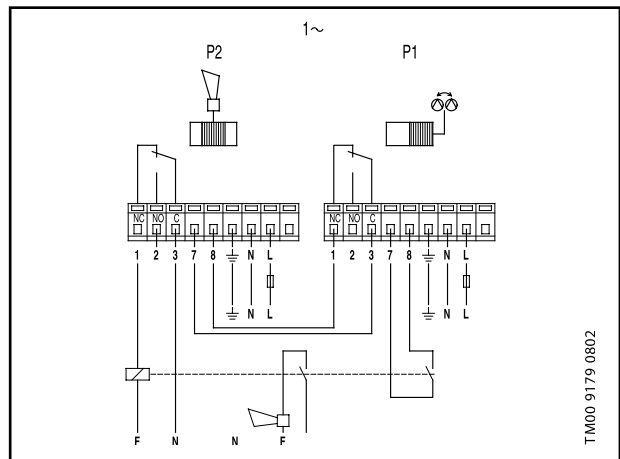 1~
P2 P1
NC NO C NC NO C
1 2 3 7 8 N L 1 2 3 7 8 N L
N L N L
F N N F
TM00 9179 0802